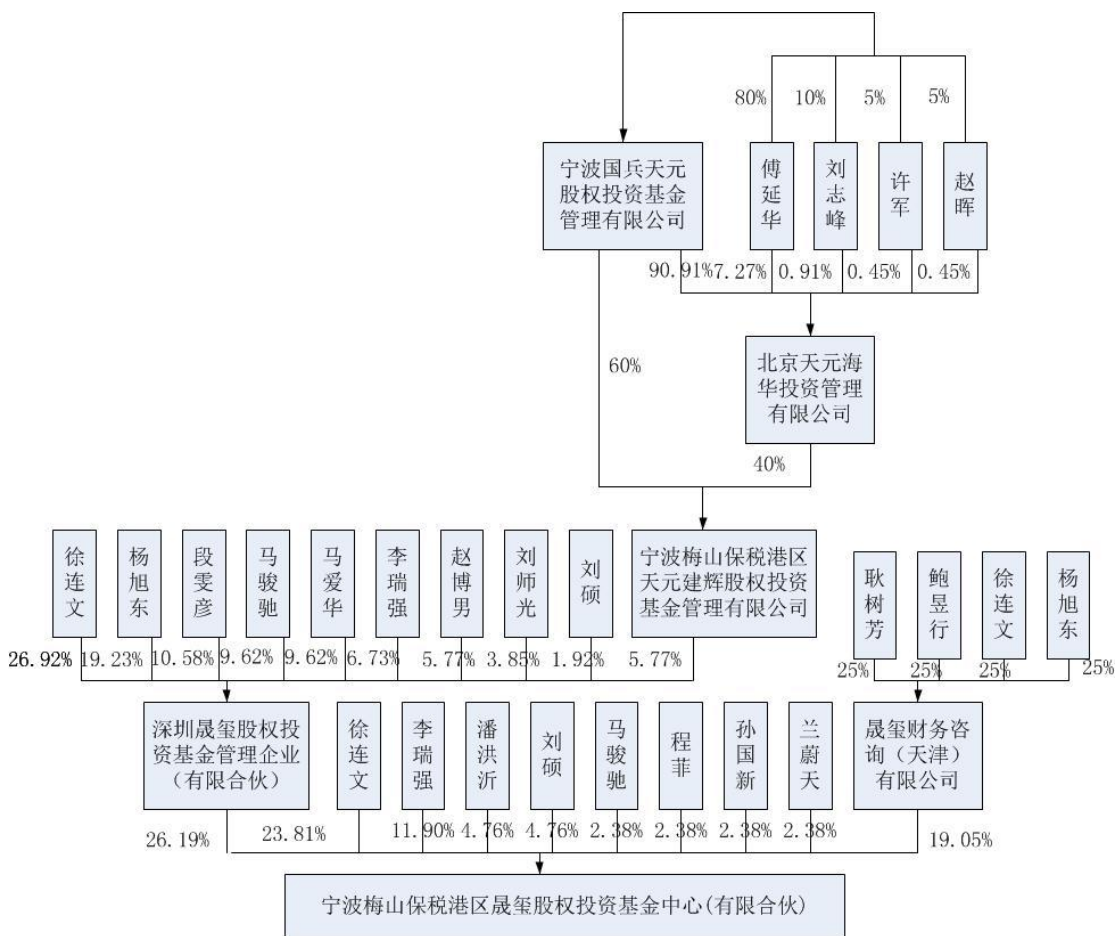 80%
10%
5%
5%
宁波国兵天元
股权投资基金
管理有限公司
傅延华
刘志峰
许军
赵晖
90.91%
7.27%
0.91%
0.45%
0.45%
60%
北京天元海
华投资管理
有限公司
40%
徐连文
杨旭东
段雯彦
马骏驰
马爱华
李瑞强
赵博男
刘师光
刘硕
宁波梅山保税港区
天元建辉股权投资
基金管理有限公司
耿树芳
鲍昱行
徐连文
杨旭东
26.92%
19.23%
10.58%
9.62%
9.62%
6.73%
5.77%
3.85%
1.92%
5.77%
25%
25%
25%
25%
深圳晟玺股权投
资基金管理企业
（有限合伙）
徐连文
李瑞强
潘洪沂
刘硕
马骏驰
程菲
孙国新
兰蔚天
晟玺财务咨
询（天津）
有限公司
26.19%
23.81%
11.90%
4.76%
4.76%
2.38%
2.38%
2.38%
2.38%
19.05%
宁波梅山保税港区晟玺股权投资基金中心(有限合伙)